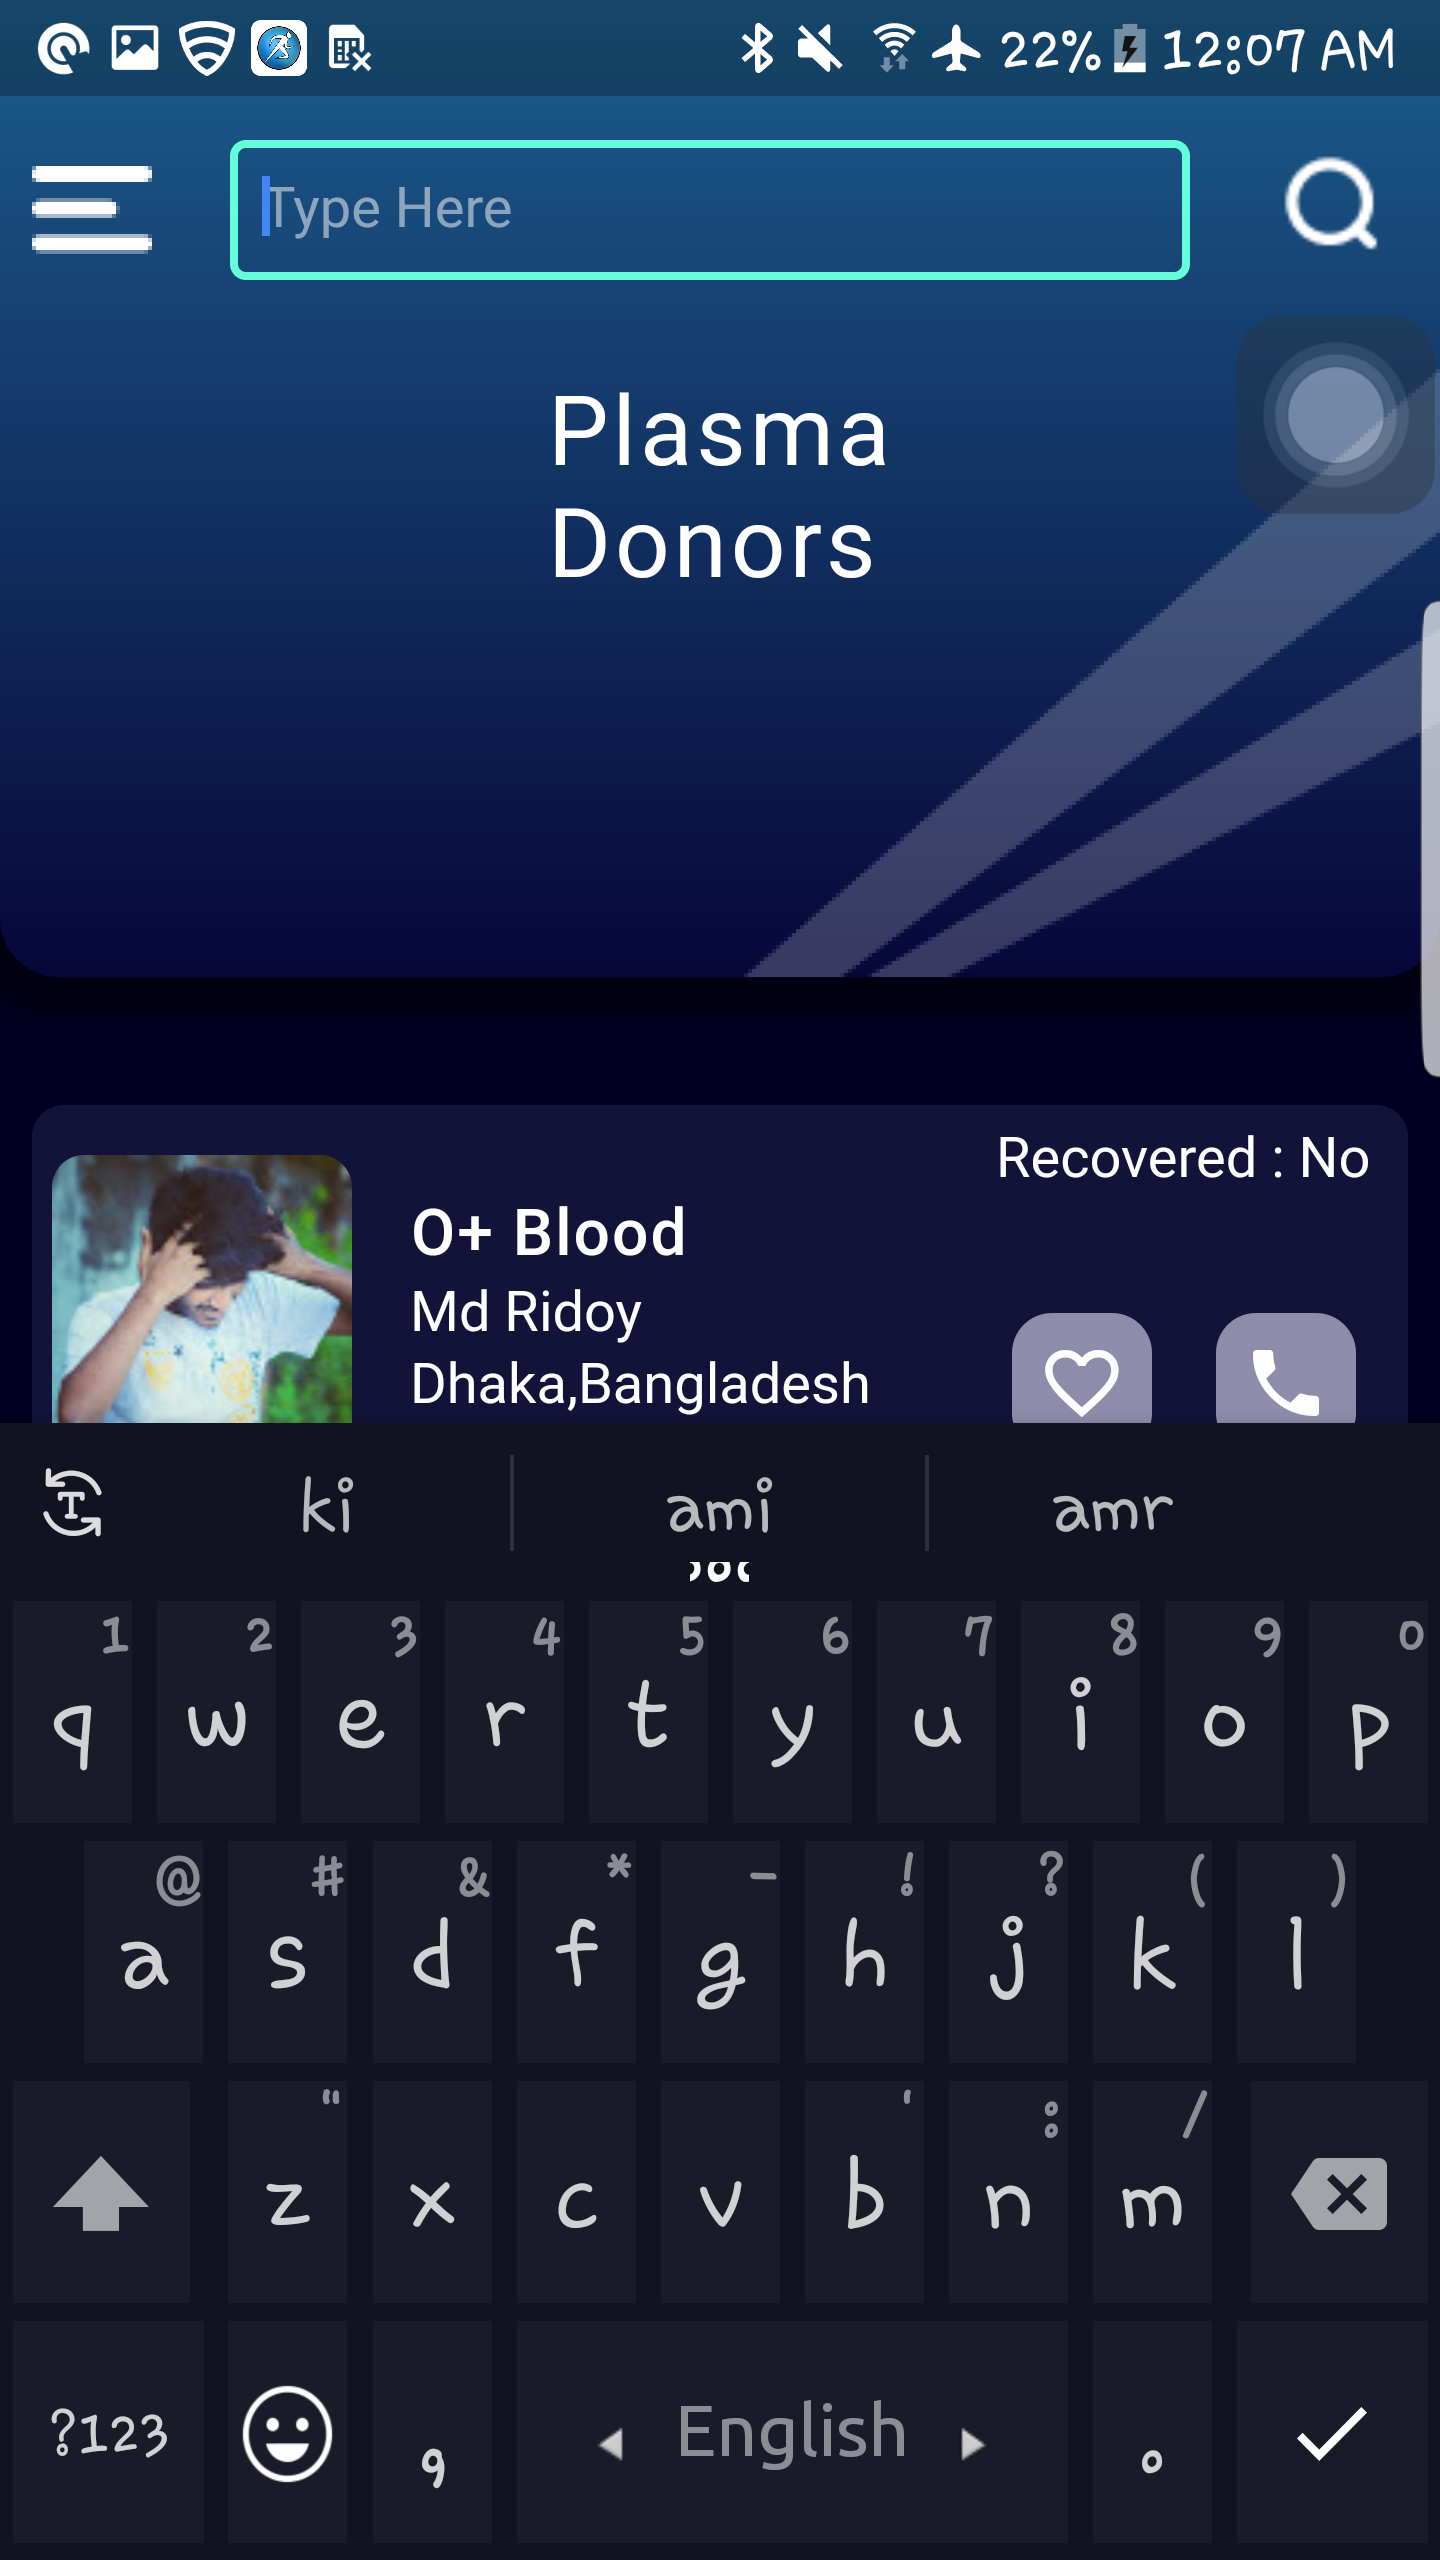 22% 12:07 AM
Type Here
Plasma
Donors
Recovered : No
O+ Blood
Md Ridoy
Dhaka,Bangladesh
ki ami amr
1 2 3 4 5 6 7 8 9 0
q w e r t y u i o p
@ # & * - ! ? ( )
a s d f g h j k l
" ' : /
z x c v b n m
?123 , English .